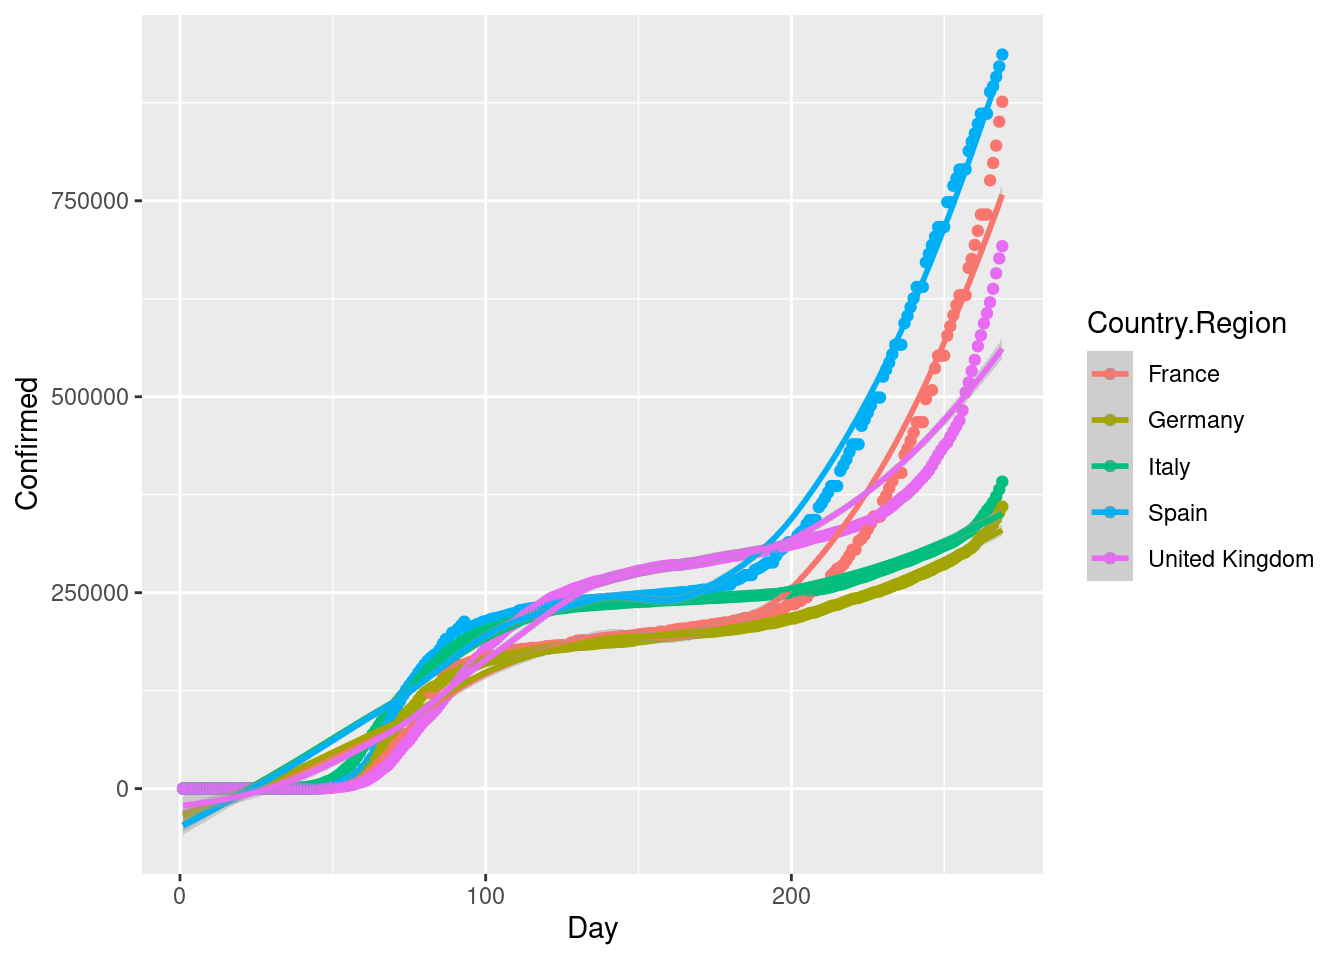 750000
500000
250000
0
0
100
200
Day
Confirmed
Country.Region
France
Germany
Italy
Spain
United Kingdom